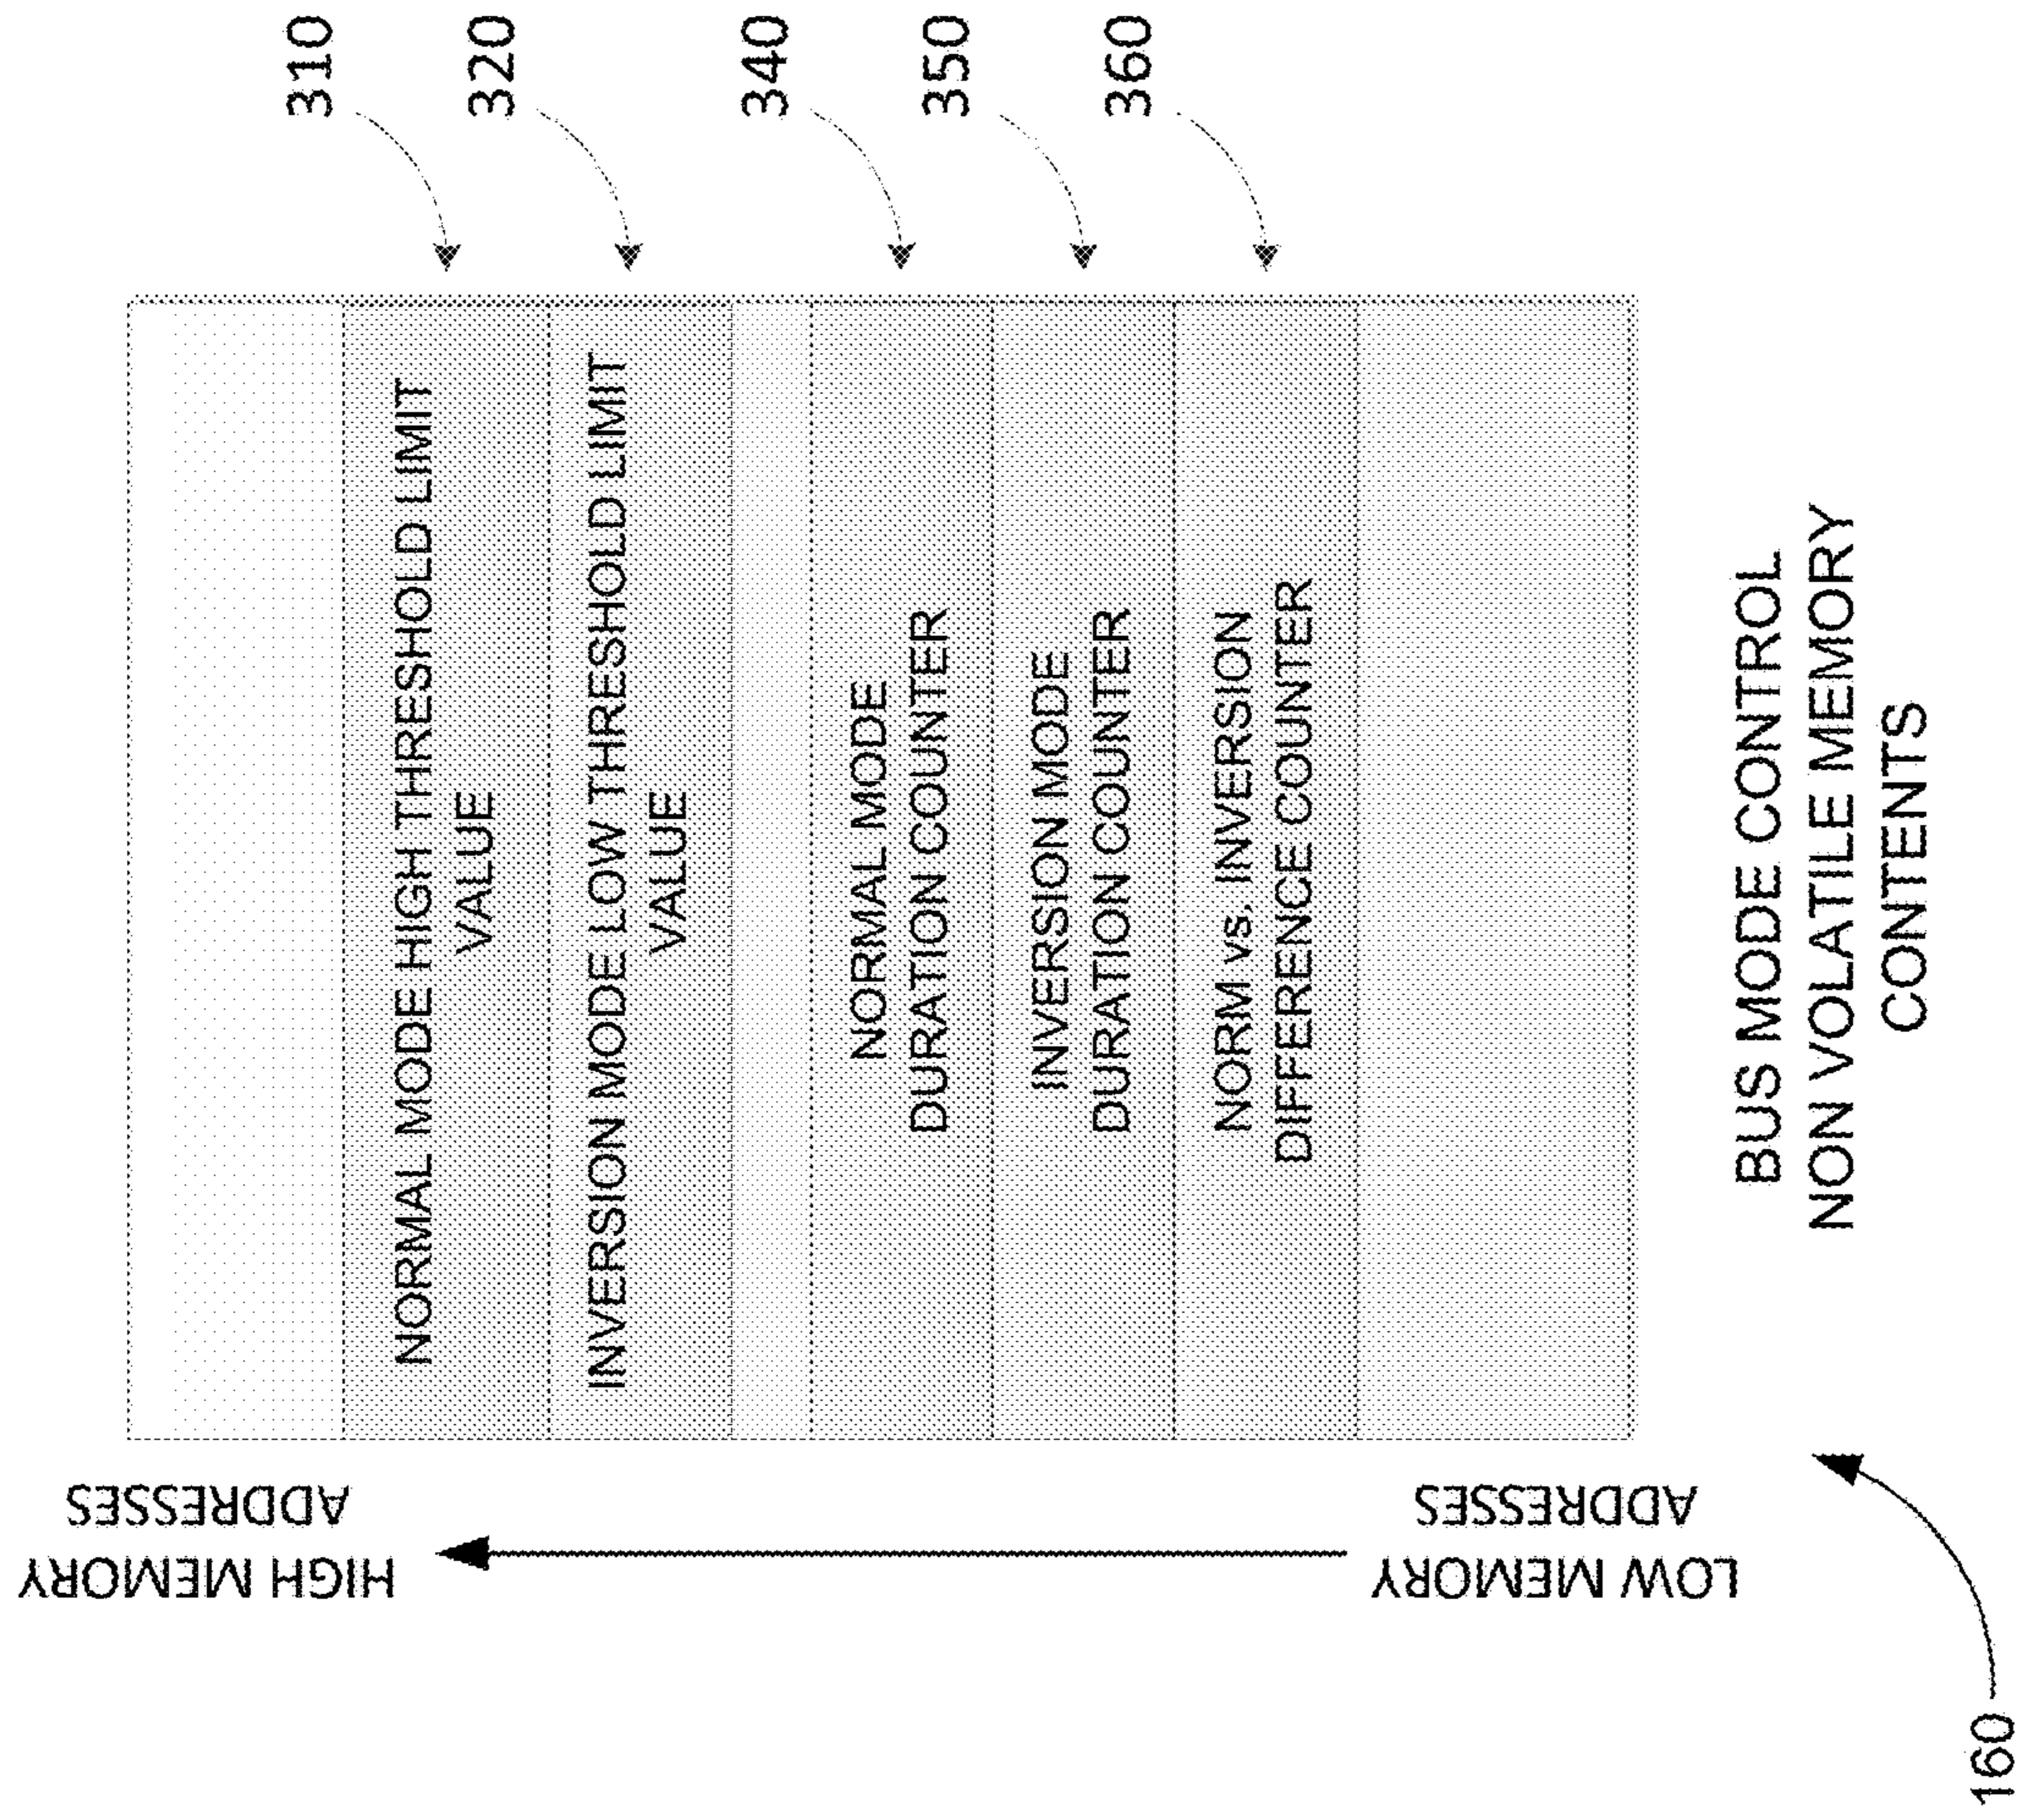 HIGH MEMORY
ADDRESSES
LOW MEMORY
ADDRESSES
NORMAL MODE HIGH THRESHOLD LIMIT
VALUE
310
INVERSION MODE LOW THRESHOLD LIMIT
VALUE
320
NORMAL MODE
DURATION COUNTER
340
INVERSION MODE
DURATION COUNTER
350
NORM vs. INVERSION
DIFFERENCE COUNTER
360
160
BUS MODE CONTROL
NON VOLATILE MEMORY
CONTENTS